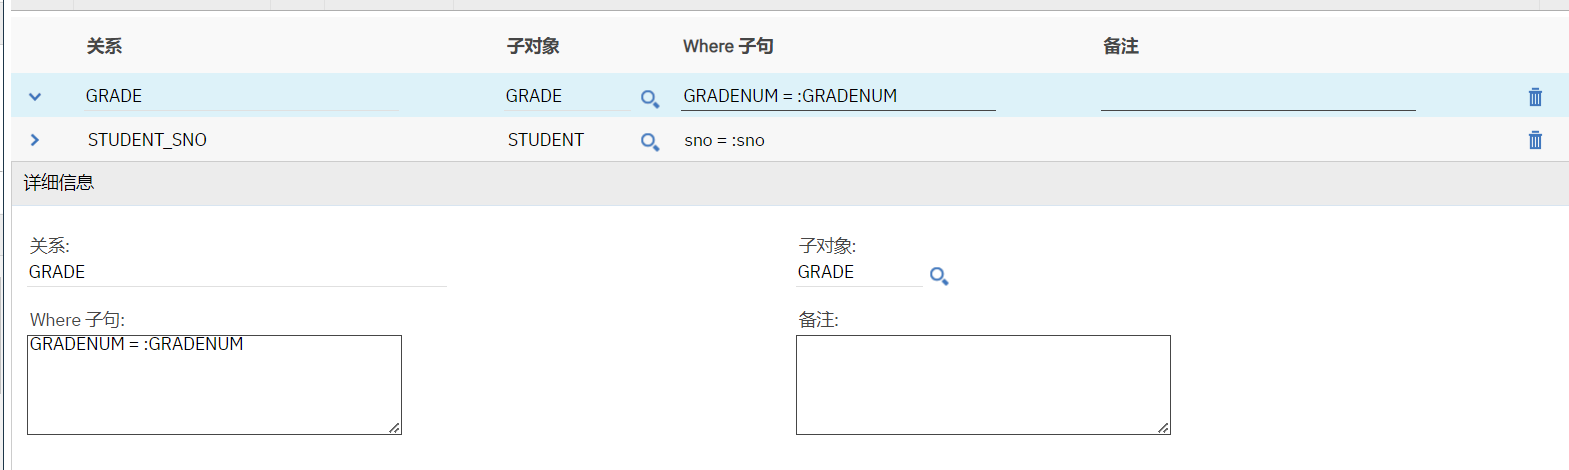 关系 子对象 Where 子句 备注
GRADE GRADE GRADENUM = :GRADENUM
STUDENT_SNO STUDENT sno = :sno
详细信息
关系: 子对象:
GRADE GRADE
Where 子句: 备注:
GRADENUM = :GRADENUM